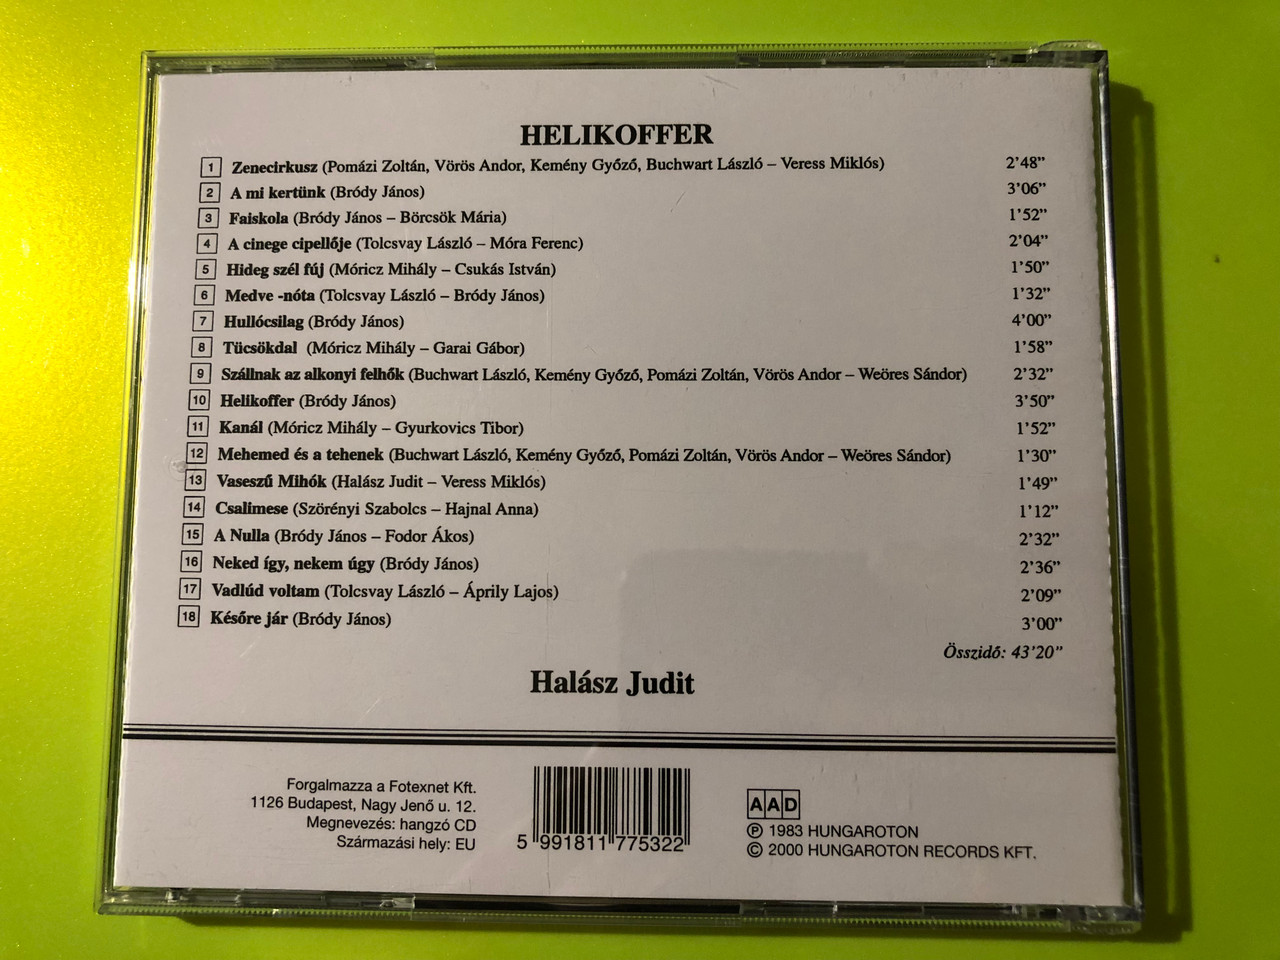 HELIKOFFER
1 Zenecirkusz (Pomázi Zoltán, Vörös Andor, Kemény Győző, Buchwart László – Veress Miklós) 2'48”
2 A mi kertünk (Bródy János) 3'06”
3 Faiskola (Bródy János – Börcsök Mária) 1'52”
4 A cinege cipellője (Tolcsvay László – Móra Ferenc) 2'04”
5 Hideg szél fúj (Móricz Mihály – Csukás István) 1'50”
6 Medve -nóta (Tolcsvay László – Bródy János) 1'32”
7 Hullócsilag (Bródy János) 4'00”
8 Tücsökdal (Móricz Mihály – Garai Gábor) 1'58”
9 Szállnak az alkonyi felhők (Buchwart László, Kemény Győző, Pomázi Zoltán, Vörös Andor – Weöres Sándor) 2'32”
10 Helikoffer (Bródy János) 3'50”
11 Kanál (Móricz Mihály – Gyurkovics Tibor) 1'52”
12 Mehemed és a tehenek (Buchwart László, Kemény Győző, Pomázi Zoltán, Vörös Andor – Weöres Sándor) 1'30”
13 Vaseszű Mihók (Halász Judit – Veress Miklós) 1'49”
14 Csalimese (Szörényi Szabolcs – Hajnal Anna) 1'12”
15 A Nulla (Bródy János – Fodor Ákos) 2'32”
16 Neked így, nekem úgy (Bródy János) 2'36”
17 Vadlúd voltam (Tolcsvay László – Áprily Lajos) 2'09”
18 Későre jár (Bródy János) 3'00”
Összidő: 43'20”
Halász Judit
Forgalmazza a Fotexnet Kft.
1126 Budapest, Nagy Jenő u. 12.
Megnevezés: hangzó CD
Származási hely: EU
5 991811 775322
AAD
℗ 1983 HUNGAROTON
© 2000 HUNGAROTON RECORDS KFT.